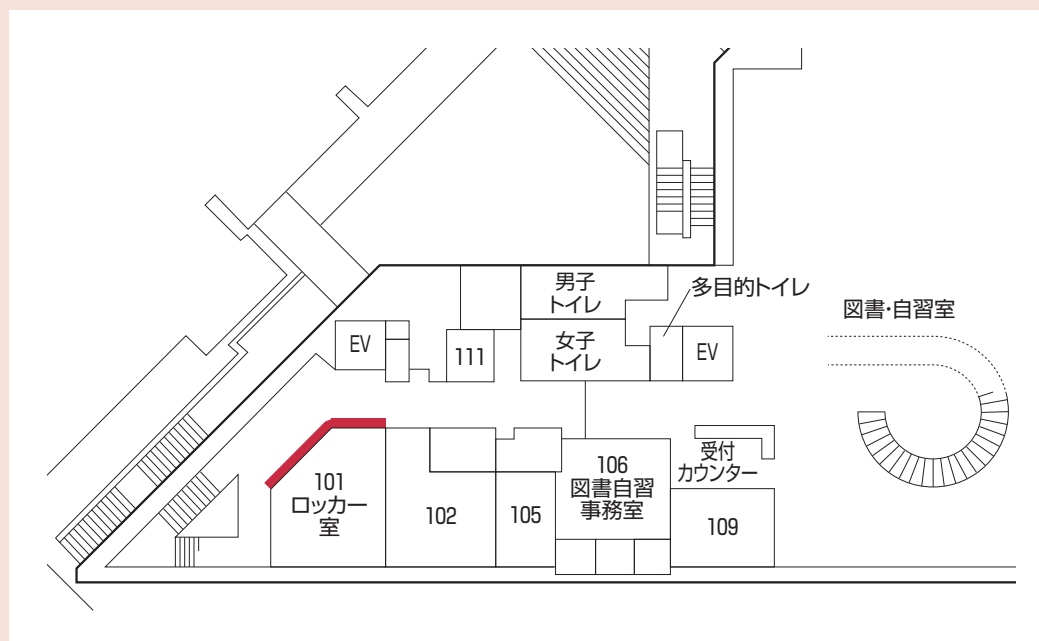 男子
トイレ
多目的トイレ
図書・自習室
EV
111
女子
トイレ
EV
受付
カウンター
101
ロッカー
室
102
105
106
図書自習
事務室
109